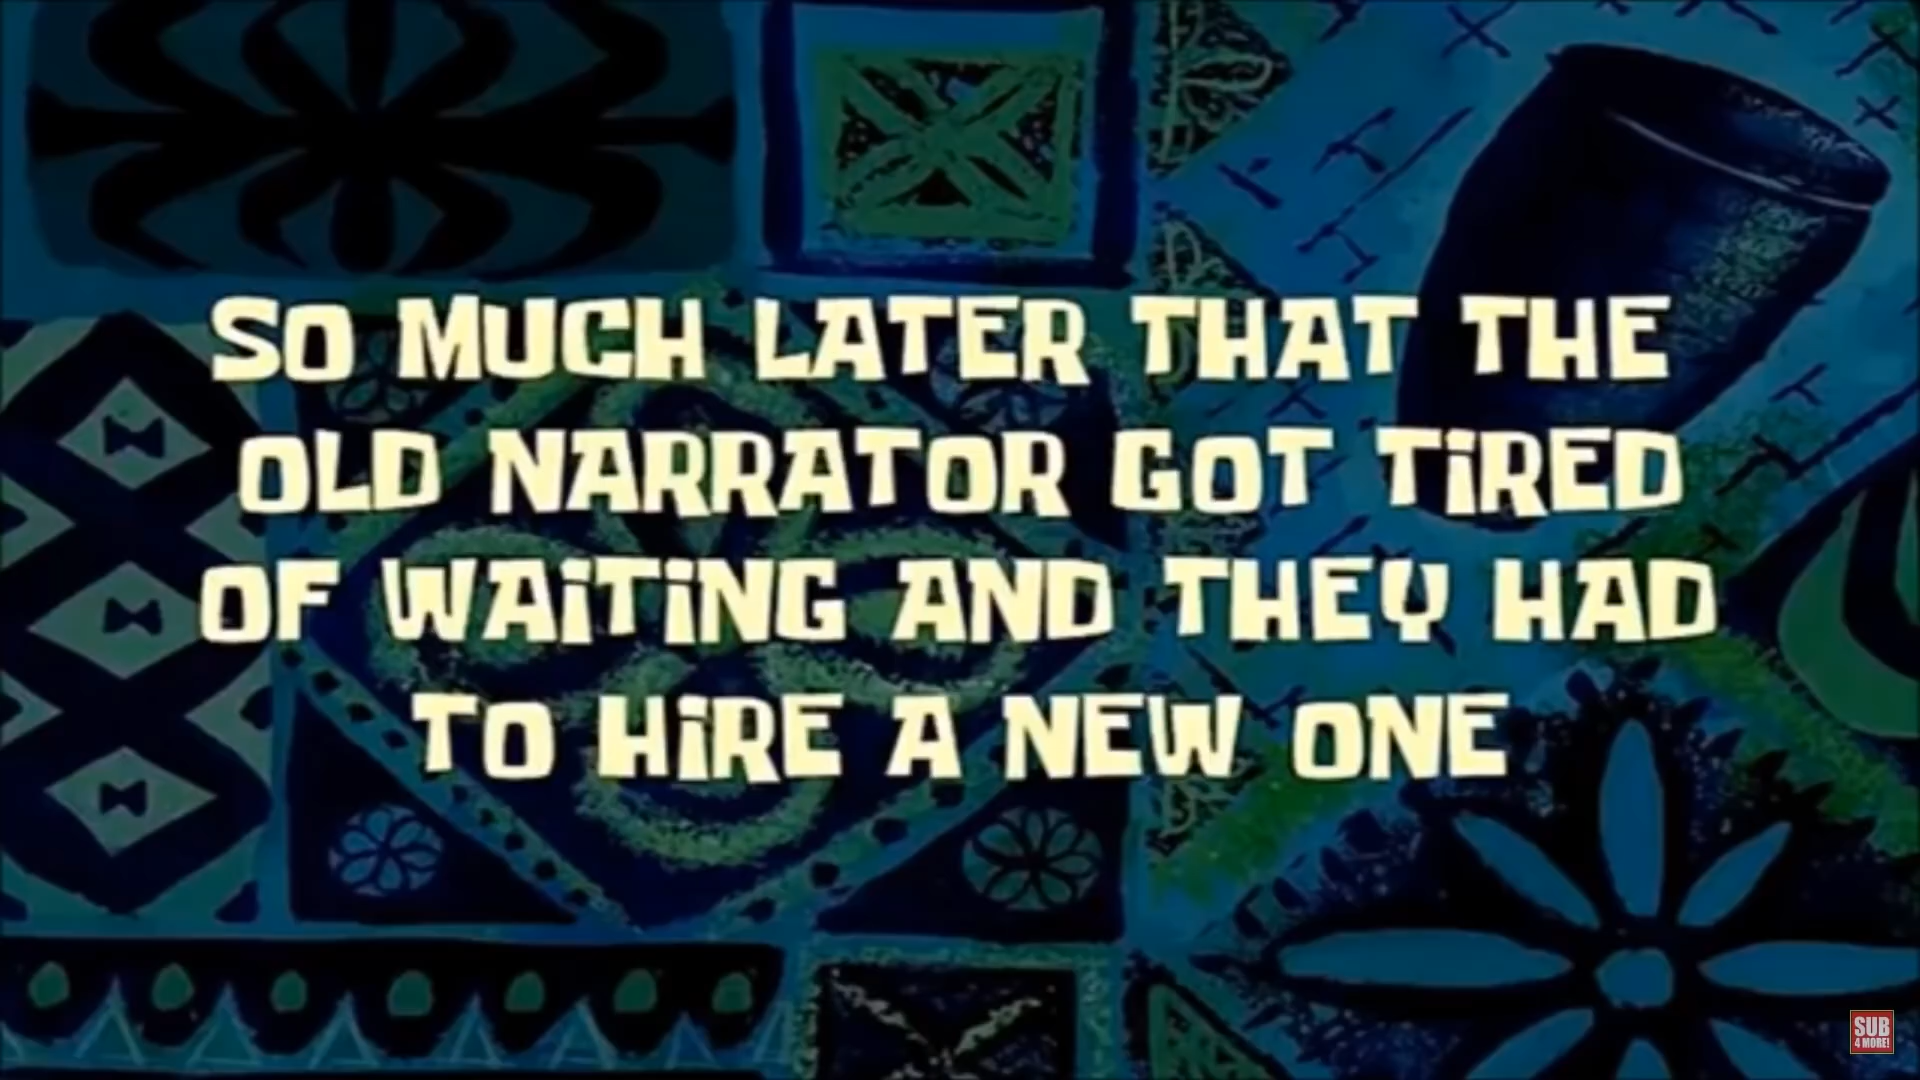 SO MUCH LATER THAT THE
OLD NARRATOR GOT TIRED
OF WAITING AND THEY HAD
TO HIRE A NEW ONE
SUB
4 MORE!